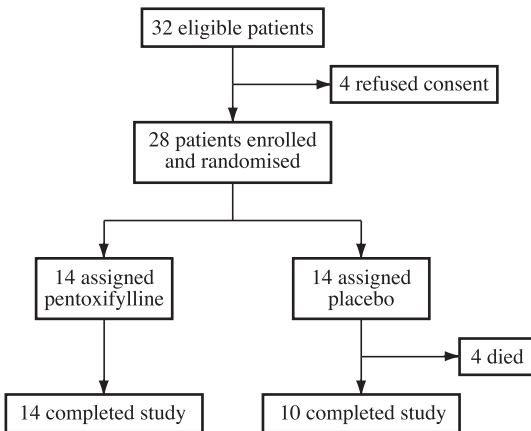 32 eligible patients
4 refused consent
28 patients enrolled
and randomised
14 assigned
pentoxifylline
14 assigned
placebo
4 died
14 completed study
10 completed study